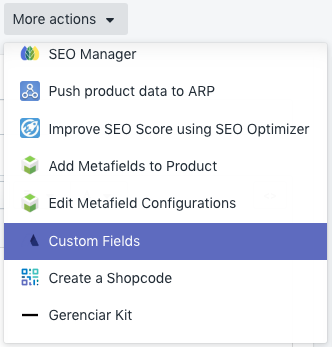 More actions
SEO Manager
Push product data to ARP
Improve SEO Score using SEO Optimizer
Add Metafields to Product
Edit Metafield Configurations
Custom Fields
Create a Shopcode
Gerenciar Kit